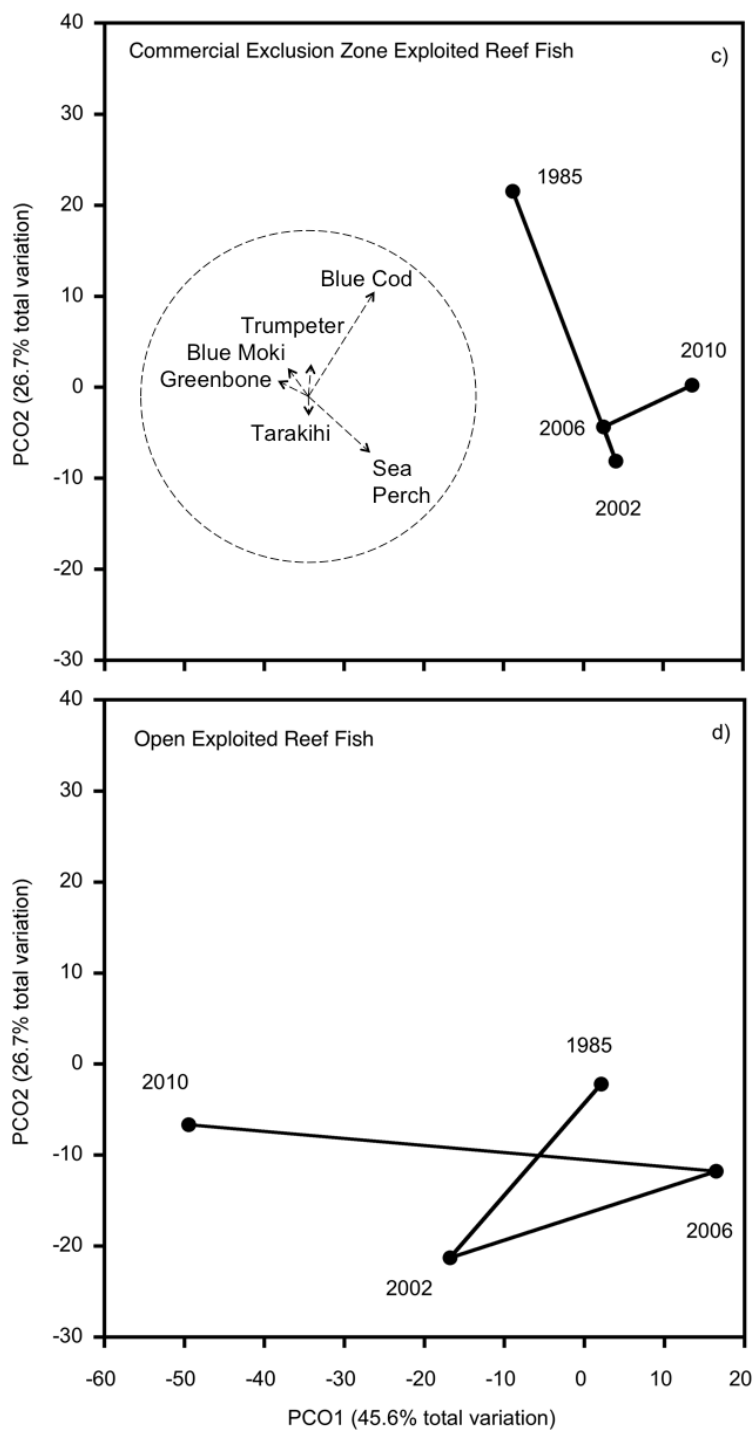 40
Commercial Exclusion Zone Exploited Reef Fish
c)
30
20
1985
10
Blue Cod
Trumpeter
Blue Moki
2010
0
Greenbone
2006
Tarakihi
Sea
Perch
-10
2002
-20
-30
PCO2 (26.7% total variation)
40
Open Exploited Reef Fish
d)
30
20
10
0
1985
2010
-10
-20
2006
2002
-30
PCO2 (26.7% total variation)
-60 -50 -40 -30 -20 -10 0 10 20
PCO1 (45.6% total variation)